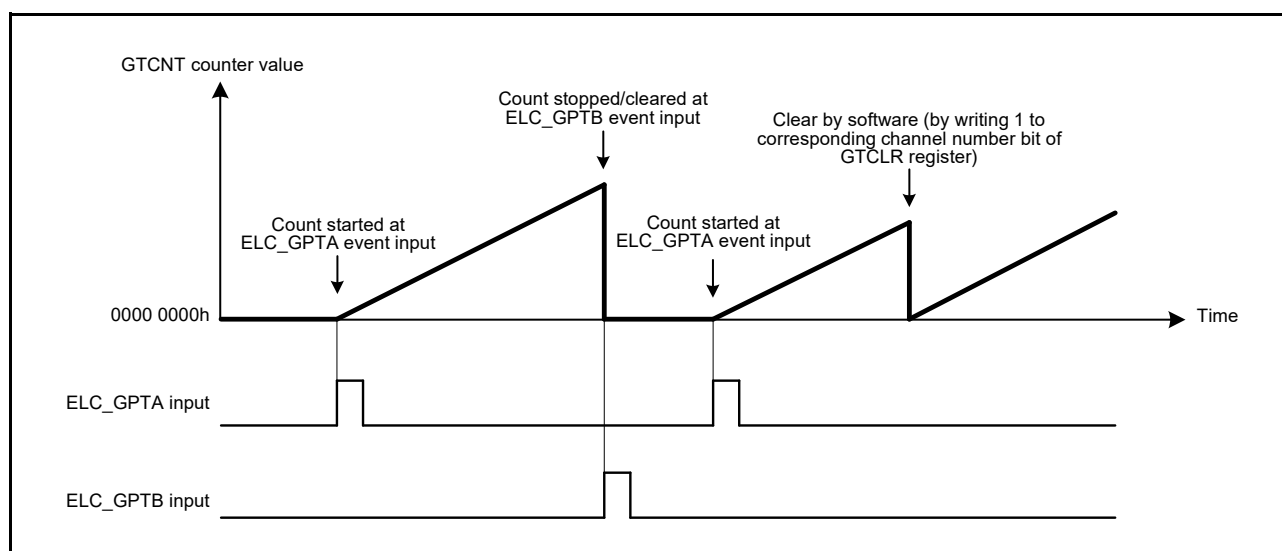 GTCNT counter value
Count stopped/cleared at
ELC_GPTB event input
Clear by software (by writing 1 to
corresponding channel number bit of
GTCLR register)
Count started at
ELC_GPTA event input
Count started at
ELC_GPTA event input
0000 0000h
Time
ELC_GPTA input
ELC_GPTB input